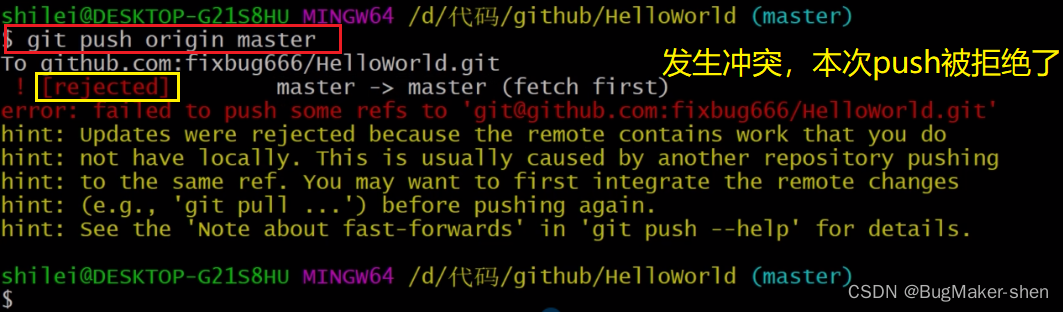 shilei@DESKTOP-G21S8HU MINGW64 /d/代码/github/HelloWorld (master)
$ git push origin master
To github.com:fixbug666/HelloWorld.git
发生冲突，本次push被拒绝了
! [rejected]        master -> master (fetch first)
error: failed to push some refs to 'git@github.com:fixbug666/HelloWorld.git'
hint: Updates were rejected because the remote contains work that you do
hint: not have locally. This is usually caused by another repository pushing
hint: to the same ref. You may want to first integrate the remote changes
hint: (e.g., 'git pull ...') before pushing again.
hint: See the 'Note about fast-forwards' in 'git push --help' for details.
shilei@DESKTOP-G21S8HU MINGW64 /d/代码/github/HelloWorld (master)
$
CSDN @BugMaker-shen